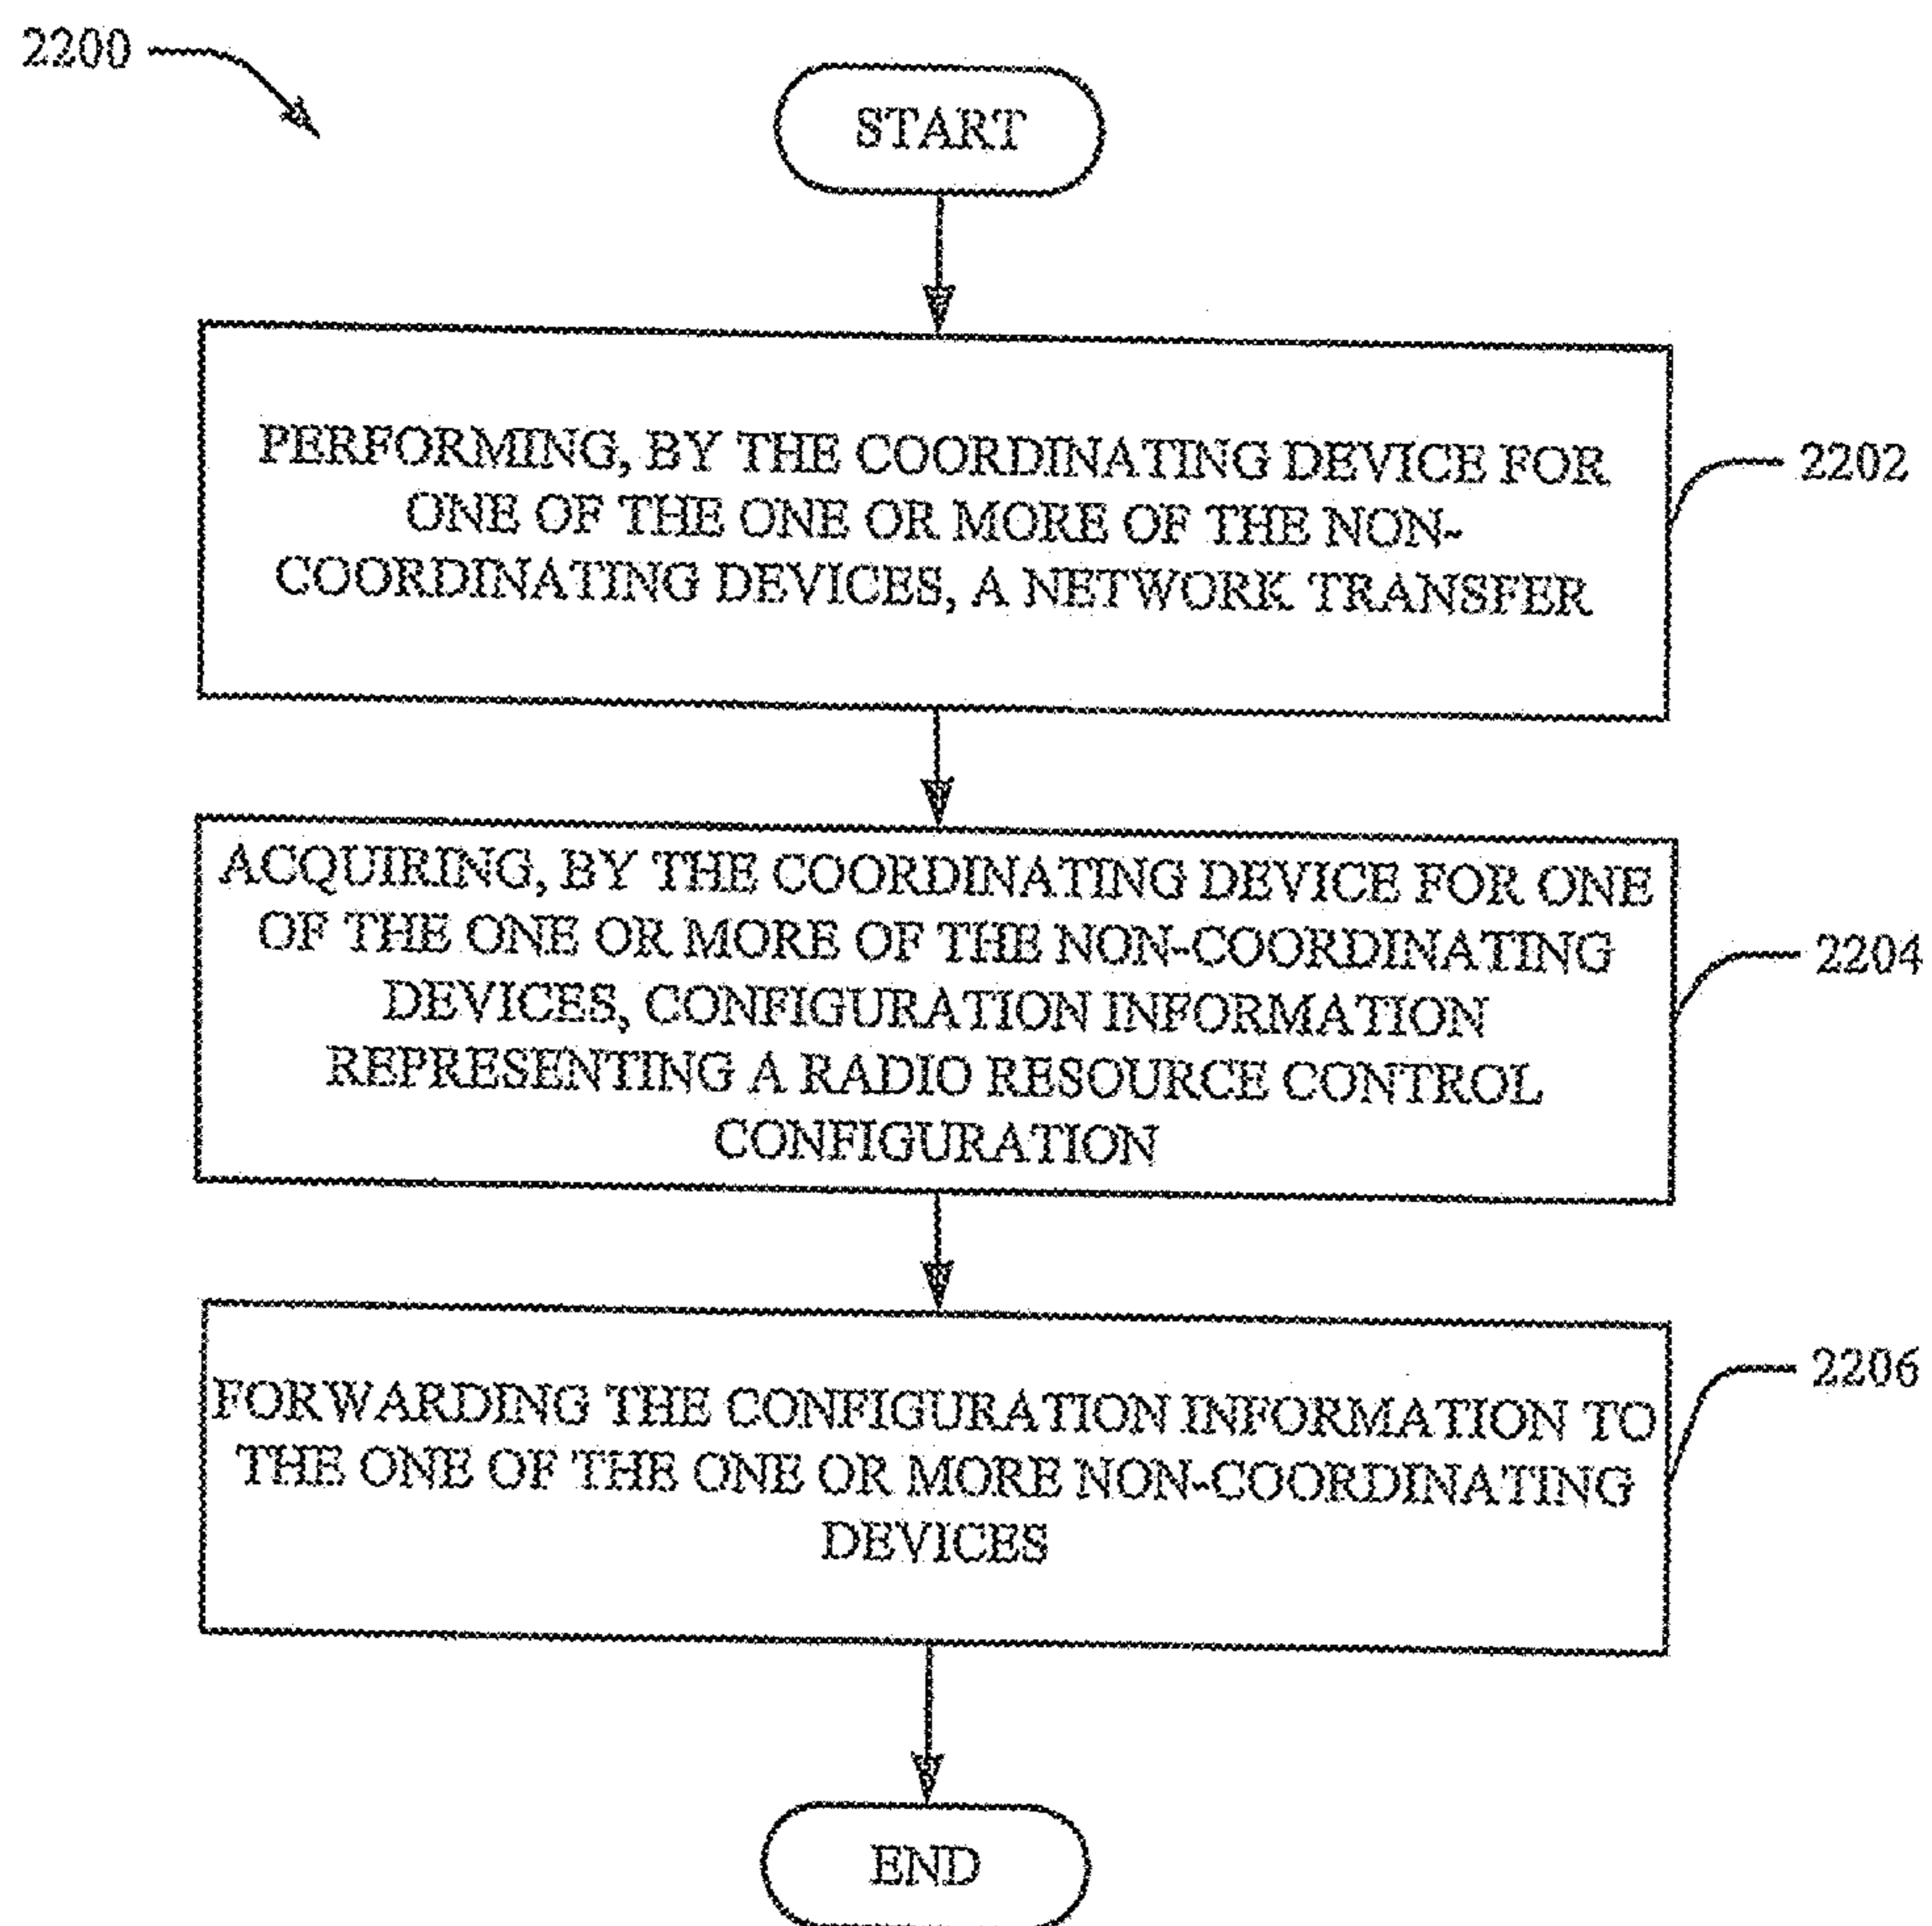 2200
START
PERFORMING, BY THE COORDINATING DEVICE FOR
ONE OF THE ONE OR MORE OF THE NON-
COORDINATING DEVICES, A NETWORK TRANSFER
2202
ACQUIRING, BY THE COORDINATING DEVICE FOR ONE
OF THE ONE OR MORE OF THE NON-COORDINATING
DEVICES, CONFIGURATION INFORMATION
REPRESENTING A RADIO RESOURCE CONTROL
CONFIGURATION
2204
FORWARDING THE CONFIGURATION INFORMATION TO
THE ONE OF THE ONE OR MORE NON-COORDINATING
DEVICES
2206
END